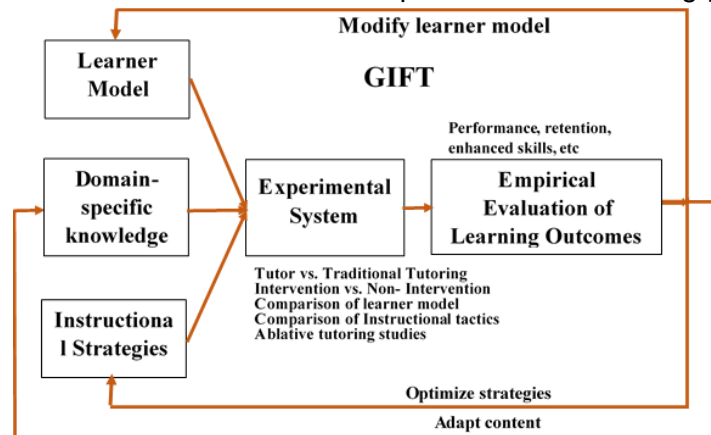 Modify learner model
Learner
Model
GIFT
Performance, retention,
enhanced skills, etc
Domain-
specific
knowledge
Experimental
System
Empirical
Evaluation of
Learning Outcomes
Tutor vs. Traditional Tutoring
Intervention vs. Non- Intervention
Comparison of learner model
Comparison of Instructional tactics
Ablative tutoring studies
Instructiona
l Strategies
Optimize strategies
Adapt content